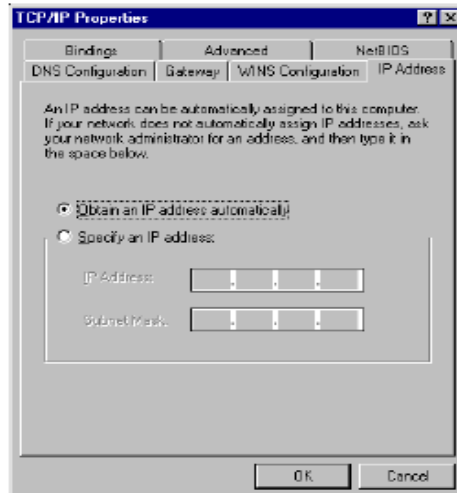 TCP/IP Properties
Bindings Advanced NetBIOS
DNS Configuration Gateway WINS Configuration IP Address
An IP address can be automatically assigned to this computer.
If your network does not automatically assign IP addresses, ask
your network administrator for an address, and then type it in
the space below.
Obtain an IP address automatically
Specify an IP address:
IP Address:
Subnet Mask:
OK Cancel